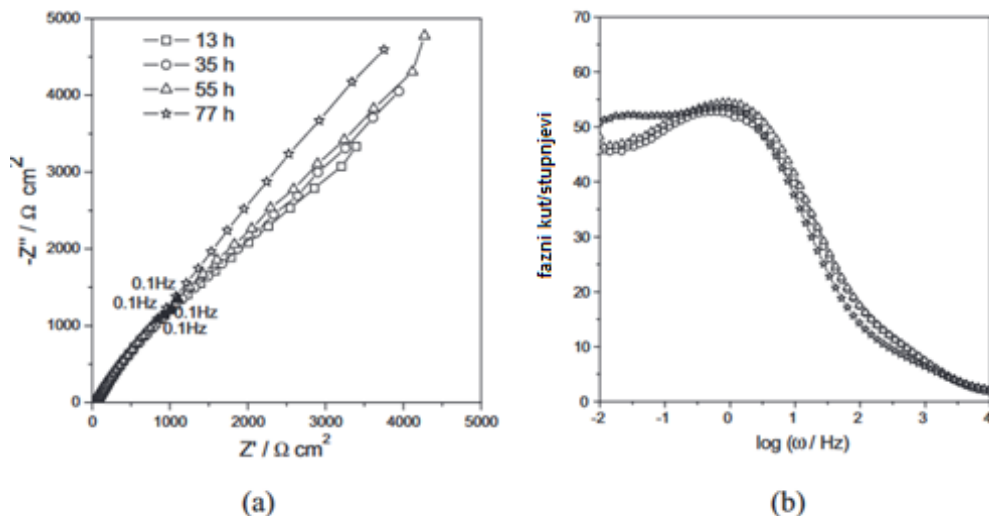 5000
4000
3000
2000
1000
0
-Z'' / Ω cm²
13 h
35 h
55 h
77 h
0.1Hz
0.1Hz
0.1Hz
0.1Hz
0 1000 2000 3000 4000 5000
Z' / Ω cm²
(a)
70
60
50
40
30
20
10
0
fazni kut/stupnjevi
-2 -1 0 1 2 3 4
log (ω / Hz)
(b)